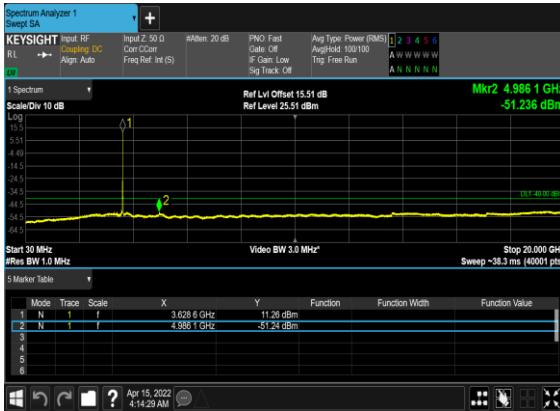 Spectrum Analyzer 1
Swept SA
KEYSIGHT Input: RF Input Z: 50 Ω #Atten: 20 dB PNO: Fast Avg Type: Power (RMS) 1 2 3 4 5 6
RL Coupling: DC Corr CCorr Gate: Off Avg|Hold: 100/100 A W W W W W
Align: Auto Freq Ref: Int (S) IF Gain: Low Trig: Free Run
Sig Track: Off A N N N N N
1 Spectrum Ref Lvl Offset 15.51 dB Mkr2 4.986 1 GHz
Scale/Div 10 dB Ref Level 25.51 dBm -51.236 dBm
Log
15.5
5.51
-4.49
-14.5
-24.5
-34.5
-44.5
-54.5
-64.5
1
2
DL1 -40.00 dBm
Start 30 MHz Video BW 3.0 MHz* Stop 20.000 GHz
#Res BW 1.0 MHz Sweep ~38.3 ms (40001 pts)
5 Marker Table
Mode Trace Scale X Y Function Function Width Function Value
1 N 1 f 3.628 6 GHz 11.26 dBm
2 N 1 f 4.986 1 GHz -51.24 dBm
3
4
5
6
Apr 15, 2022
4:14:29 AM